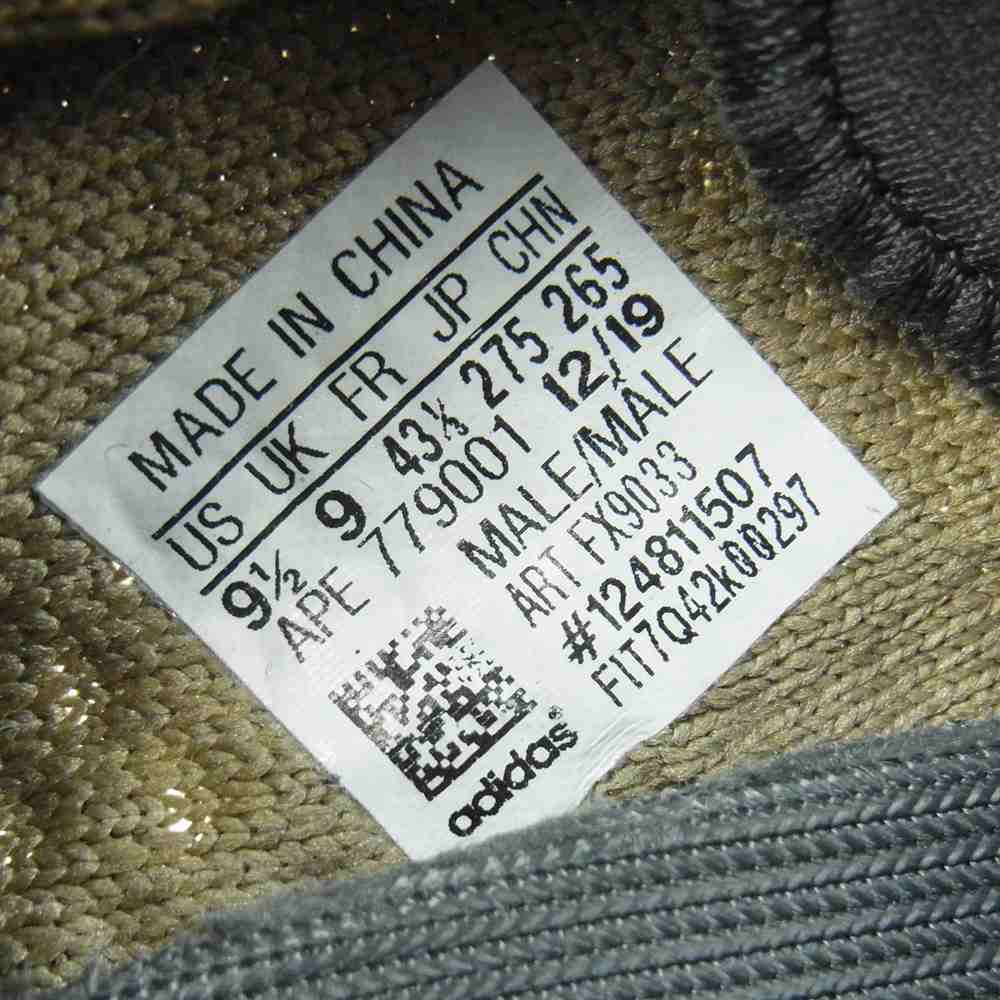 MADE IN CHINA
US UK FR JP CHN
9½ 9 43⅓ 275 265
APE 779001 12/19
MALE/MÂLE
ART FX9033
#124811507
F1T7Q42K00297
adidas®